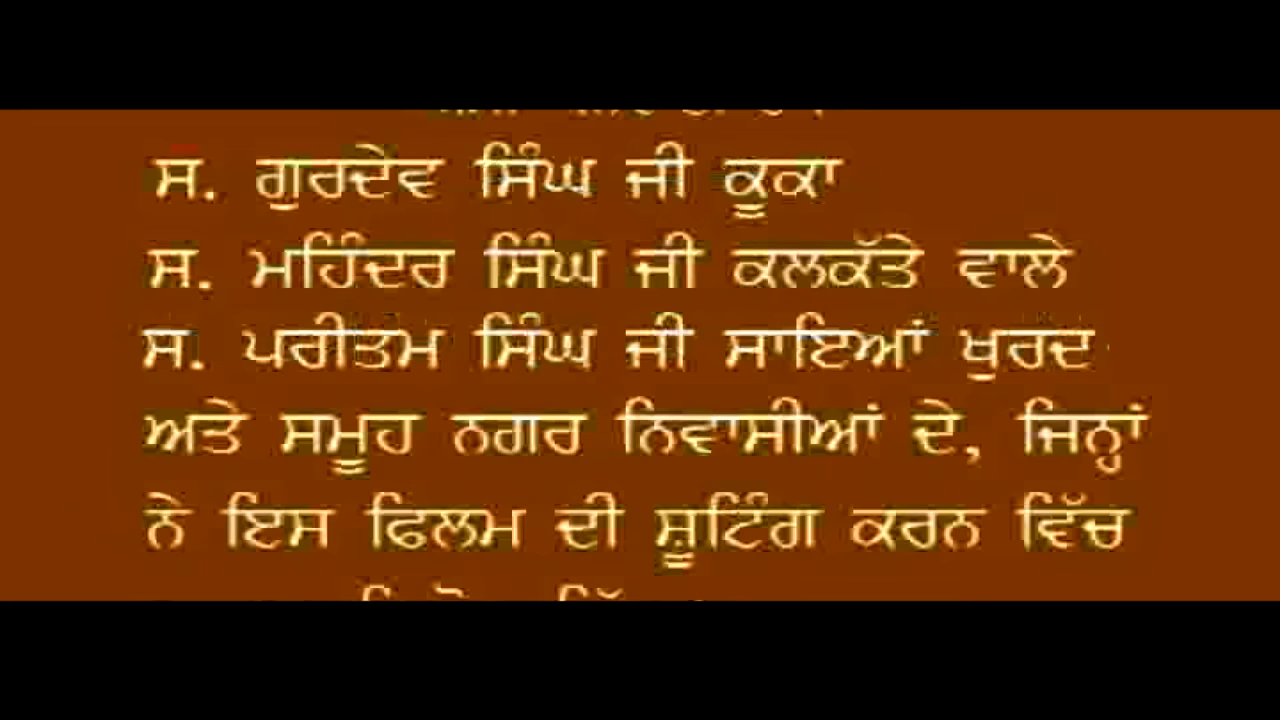 ਸ. ਗੁਰਦੇਵ ਸਿੰਘ ਜੀ ਕੂਕਾ
ਸ. ਮਹਿੰਦਰ ਸਿੰਘ ਜੀ ਕਲਕੱਤੇ ਵਾਲੇ
ਸ. ਪਰੀਤਮ ਸਿੰਘ ਜੀ ਸਾਇਆਂ ਖੁਰਦ
ਅਤੇ ਸਮੂਹ ਨਗਰ ਨਿਵਾਸੀਆਂ ਦੇ, ਜਿਨ੍ਹਾਂ
ਨੇ ਇਸ ਫਿਲਮ ਦੀ ਸ਼ੂਟਿੰਗ ਕਰਨ ਵਿੱਚ